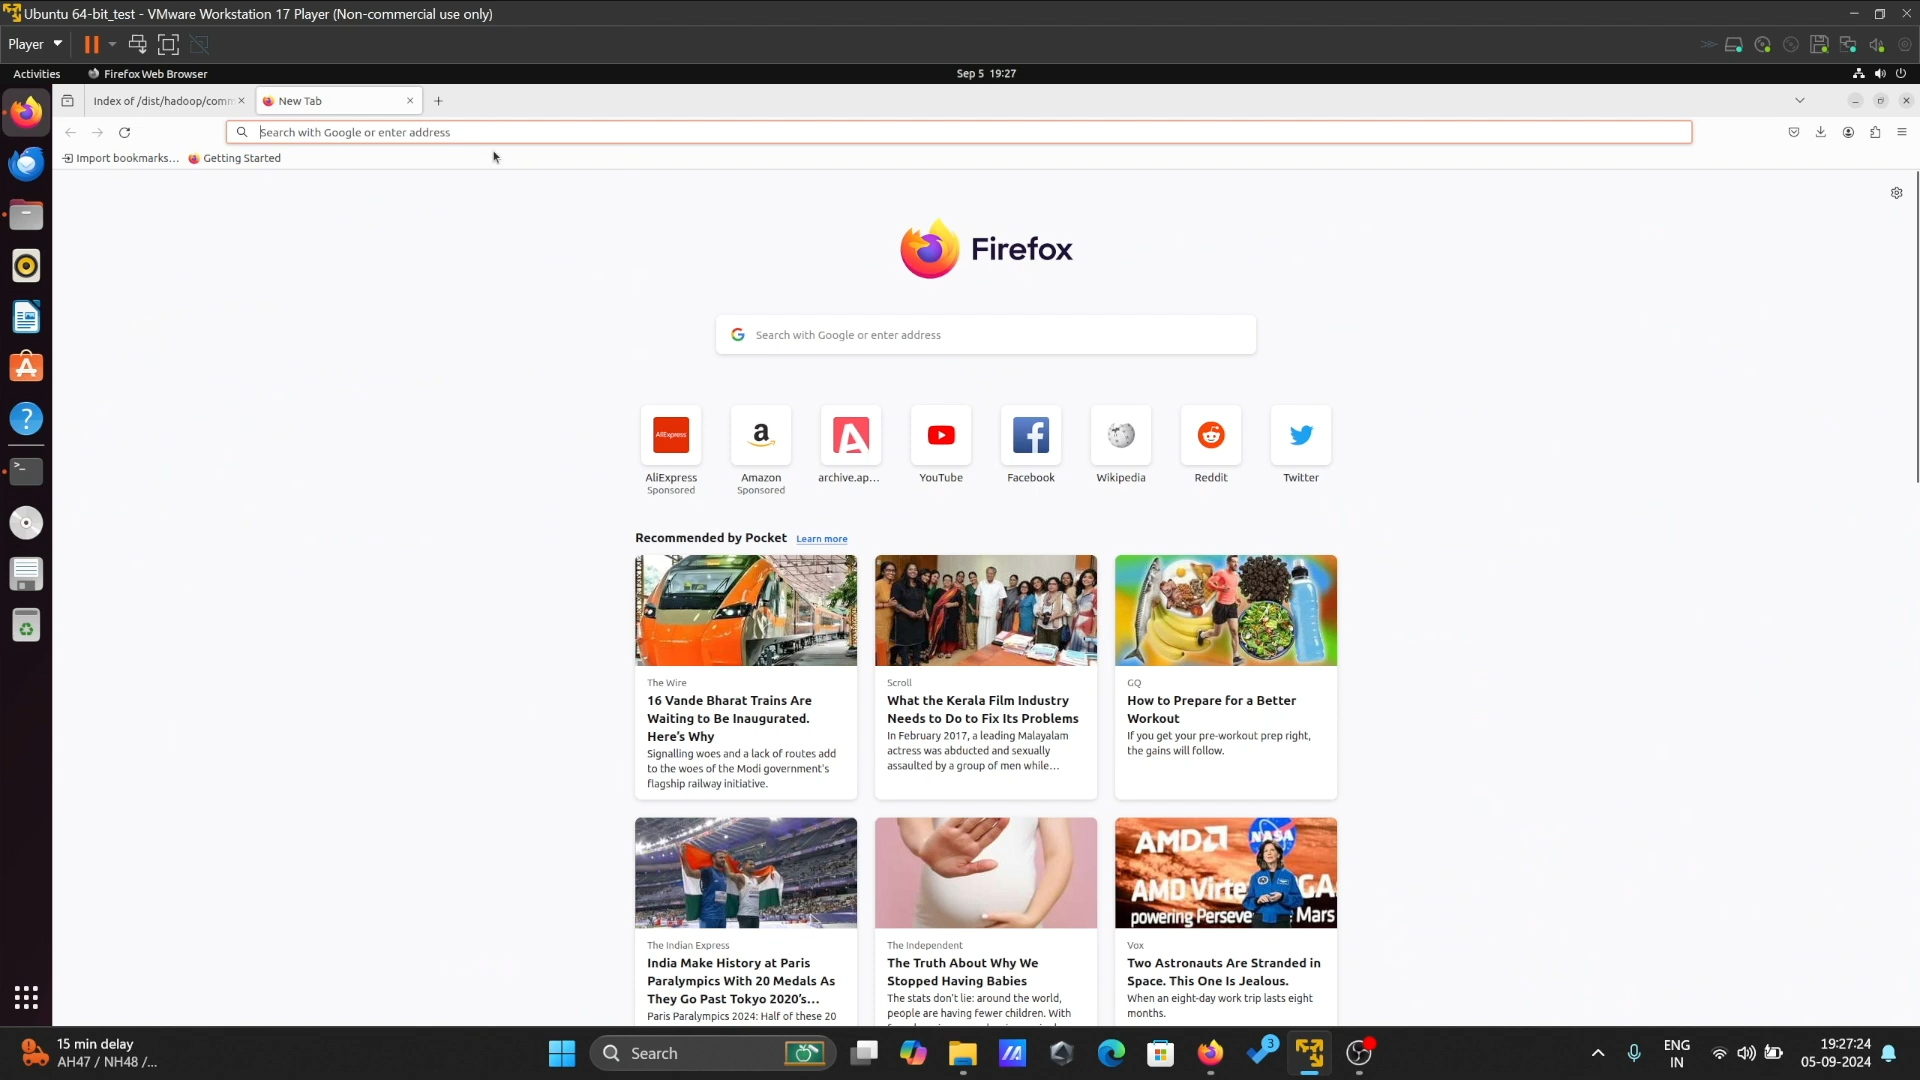 Ubuntu 64-bit_test - VMware Workstation 17 Player (Non-commercial use only)
Player
Activities
Firefox Web Browser
Sep 5 19:27
Index of /dist/hadoop/comm
New Tab
Search with Google or enter address
Import bookmarks...
Getting Started
Firefox
Search with Google or enter address
AliExpress
AliExpress
Sponsored
Amazon
Sponsored
archive.ap...
YouTube
Facebook
Wikipedia
Reddit
Twitter
Recommended by Pocket
Learn more
The Wire
16 Vande Bharat Trains Are
Waiting to Be Inaugurated.
Here's Why
Signalling woes and a lack of routes add
to the woes of the Modi government's
flagship railway initiative.
Scroll
What the Kerala Film Industry
Needs to Do to Fix Its Problems
In February 2017, a leading Malayalam
actress was abducted and sexually
assaulted by a group of men while...
GQ
How to Prepare for a Better
Workout
If you get your pre-workout prep right,
the gains will follow.
AMD
NASA
AMD Virte
GA
powering Perseve
Mars
The Indian Express
India Make History at Paris
Paralympics With 20 Medals As
They Go Past Tokyo 2020's...
Paris Paralympics 2024: Half of these 20
The Independent
The Truth About Why We
Stopped Having Babies
The stats don't lie: around the world,
people are having fewer children. With
Vox
Two Astronauts Are Stranded in
Space. This One Is Jealous.
When an eight-day work trip lasts eight
months.
15 min delay
AH47 / NH48 /...
Search
3
ENG
IN
19:27:24
05-09-2024